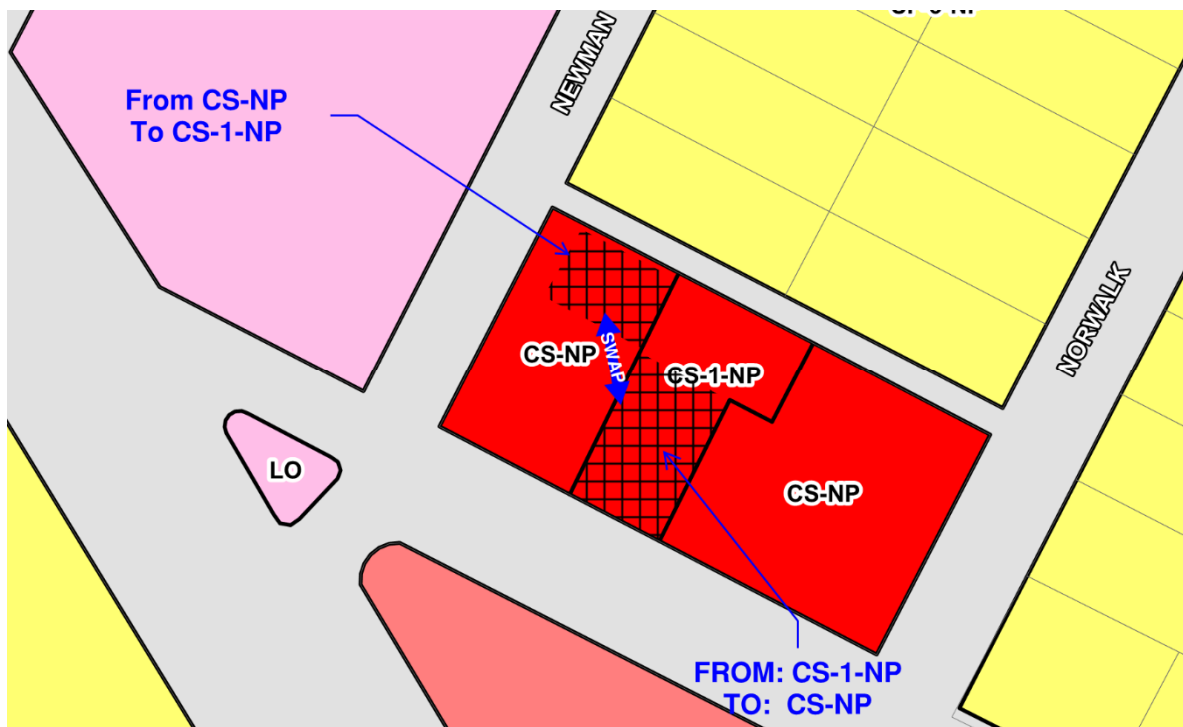 NEWMAN
From CS-NP
To CS-1-NP
NORWALK
SWAP
CS-NP
CS-1-NP
LO
CS-NP
FROM: CS-1-NP
TO: CS-NP